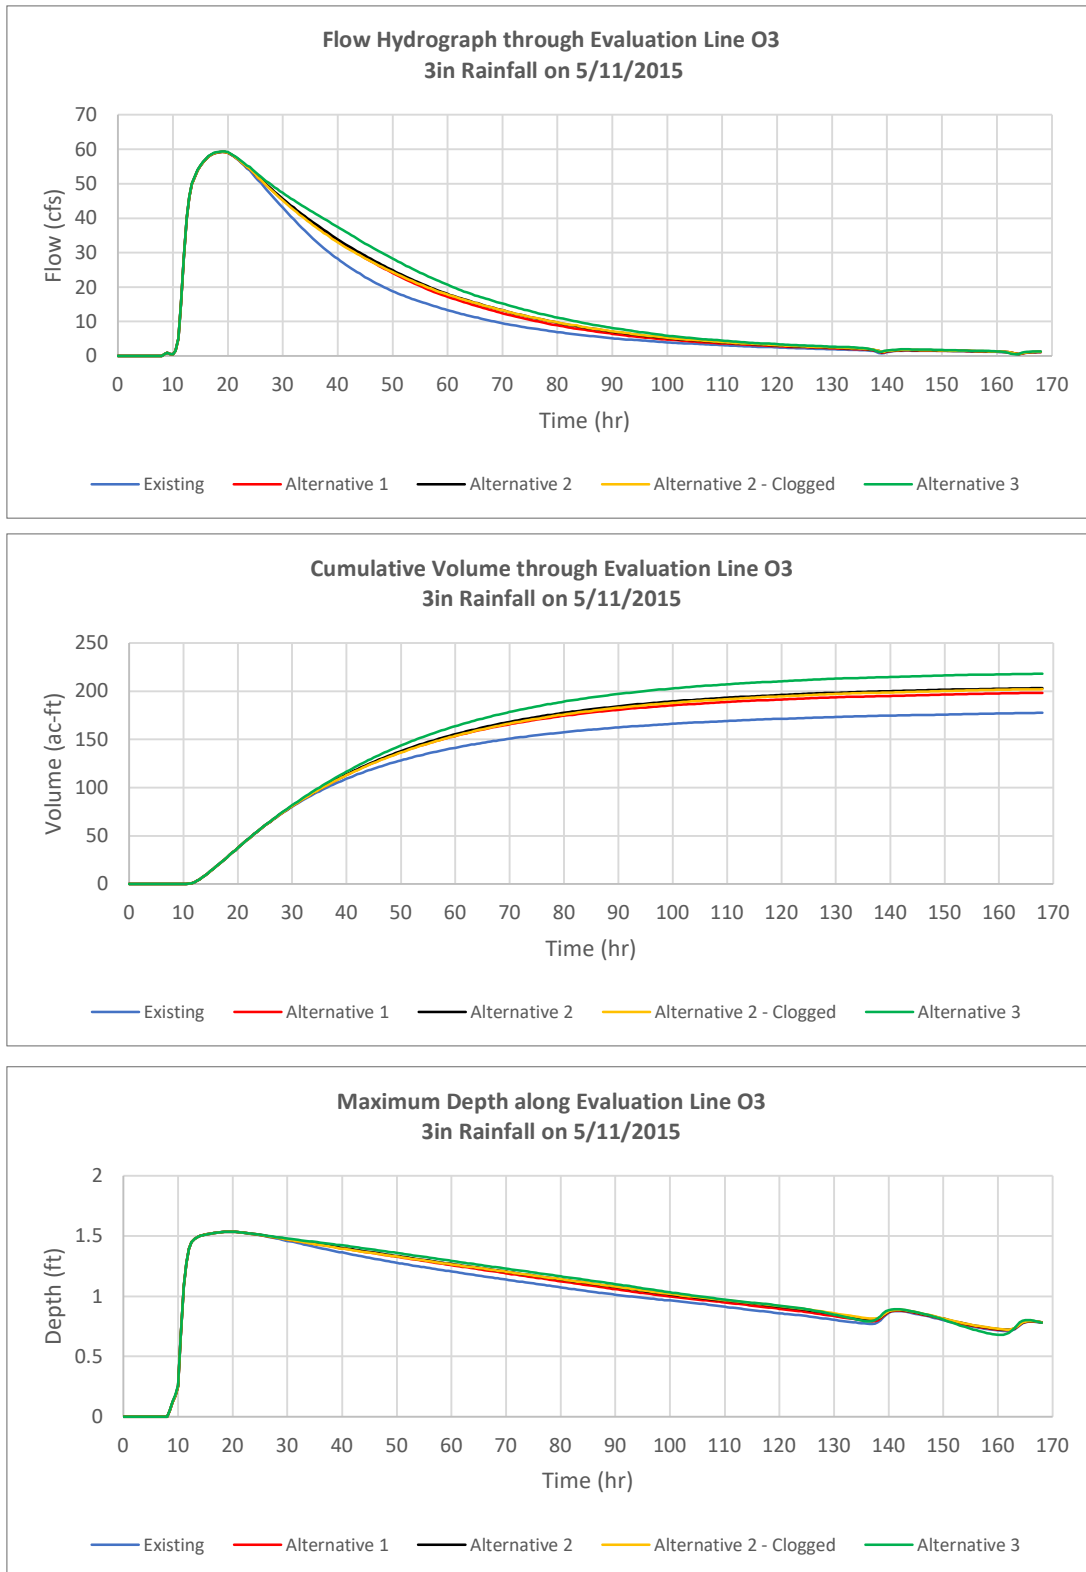 Flow Hydrograph through Evaluation Line O3
3in Rainfall on 5/11/2015
70
60
50
40
30
20
10
0
Flow (cfs)
0 10 20 30 40 50 60 70 80 90 100 110 120 130 140 150 160 170
Time (hr)
Existing Alternative 1 Alternative 2 Alternative 2 - Clogged Alternative 3
Cumulative Volume through Evaluation Line O3
3in Rainfall on 5/11/2015
250
200
150
100
50
0
Volume (ac-ft)
0 10 20 30 40 50 60 70 80 90 100 110 120 130 140 150 160 170
Time (hr)
Existing Alternative 1 Alternative 2 Alternative 2 - Clogged Alternative 3
Maximum Depth along Evaluation Line O3
3in Rainfall on 5/11/2015
2
1.5
1
0.5
0
Depth (ft)
0 10 20 30 40 50 60 70 80 90 100 110 120 130 140 150 160 170
Time (hr)
Existing Alternative 1 Alternative 2 Alternative 2 - Clogged Alternative 3